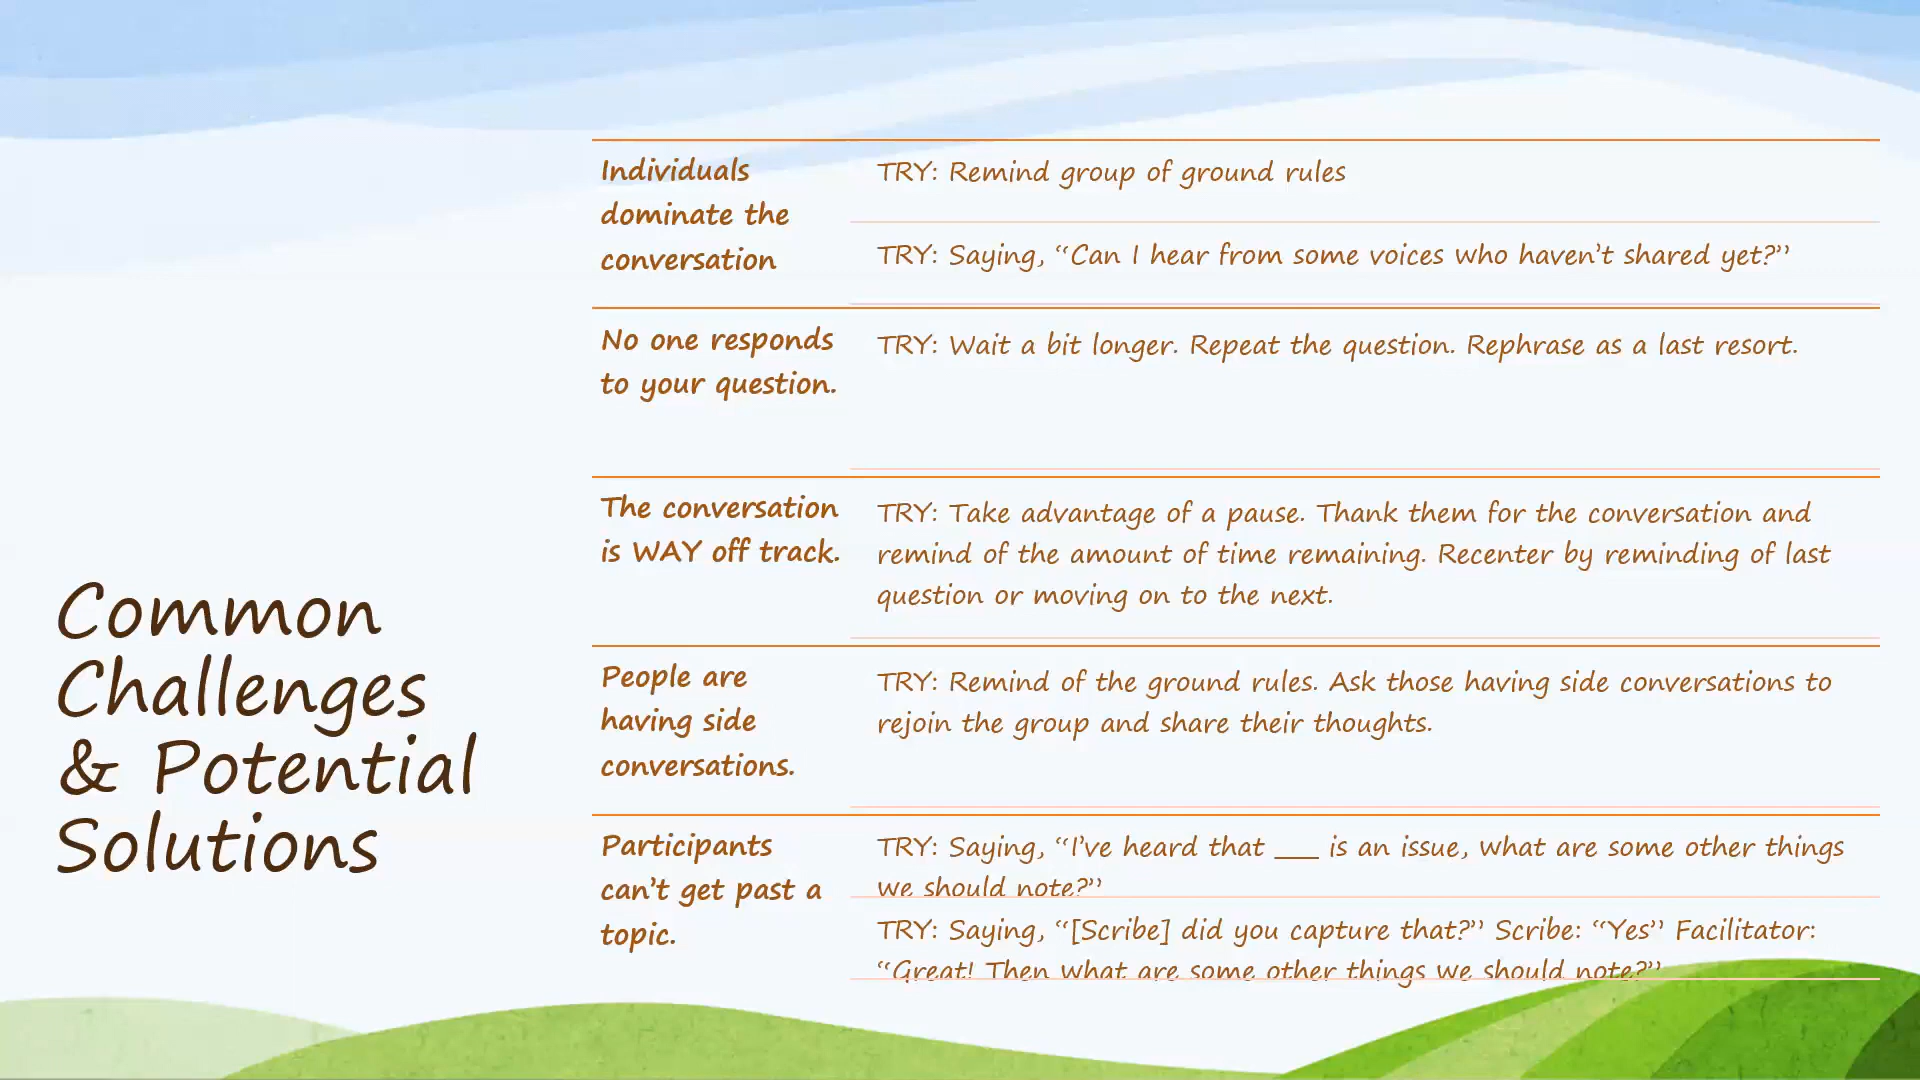 Common
Challenges
& Potential
Solutions
Individuals
dominate the
conversation
TRY: Remind group of ground rules
TRY: Saying, “Can I hear from some voices who haven’t shared yet?”
No one responds
to your question.
TRY: Wait a bit longer. Repeat the question. Rephrase as a last resort.
The conversation
is WAY off track.
TRY: Take advantage of a pause. Thank them for the conversation and
remind of the amount of time remaining. Recenter by reminding of last
question or moving on to the next.
People are
having side
conversations.
TRY: Remind of the ground rules. Ask those having side conversations to
rejoin the group and share their thoughts.
Participants
can’t get past a
topic.
TRY: Saying, “I’ve heard that ___ is an issue, what are some other things
we should note?”
TRY: Saying, “[Scribe] did you capture that?” Scribe: “Yes” Facilitator:
“Great! Then what are some other things we should note?”